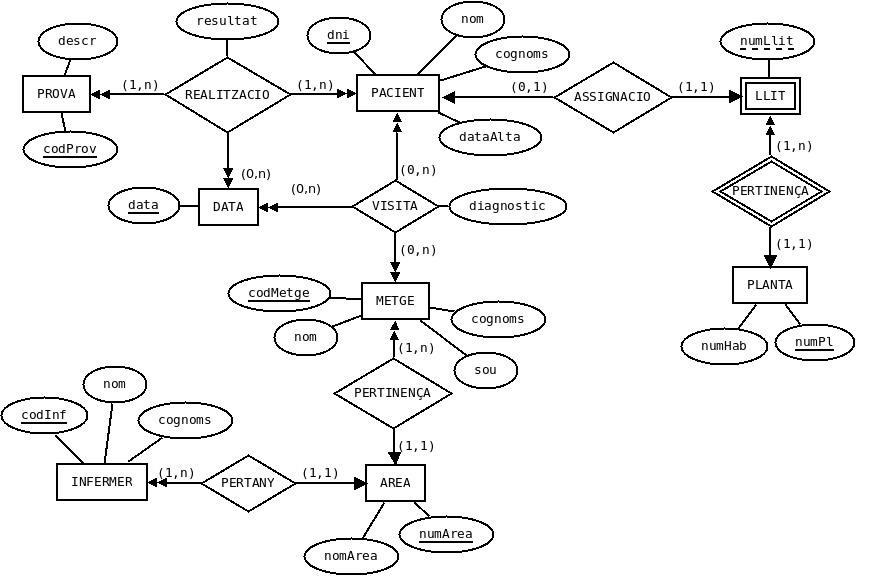 resultat
nom
descr
dni
numLlit
cognoms
(1,n)
(1,n)
(0,1)
(1,1)
PROVA
REALITZACIO
PACIENT
ASSIGNACIO
LLIT
dataAlta
codProv
(1,n)
(0,n)
(0,n)
(0,n)
PERTINENÇA
data
DATA
VISITA
diagnostic
(0,n)
(1,1)
PLANTA
codMetge
METGE
cognoms
nom
numPl
numHab
(1,n)
sou
nom
PERTINENÇA
codInf
cognoms
(1,1)
(1,n)
(1,1)
INFERMER
PERTANY
AREA
numArea
nomArea